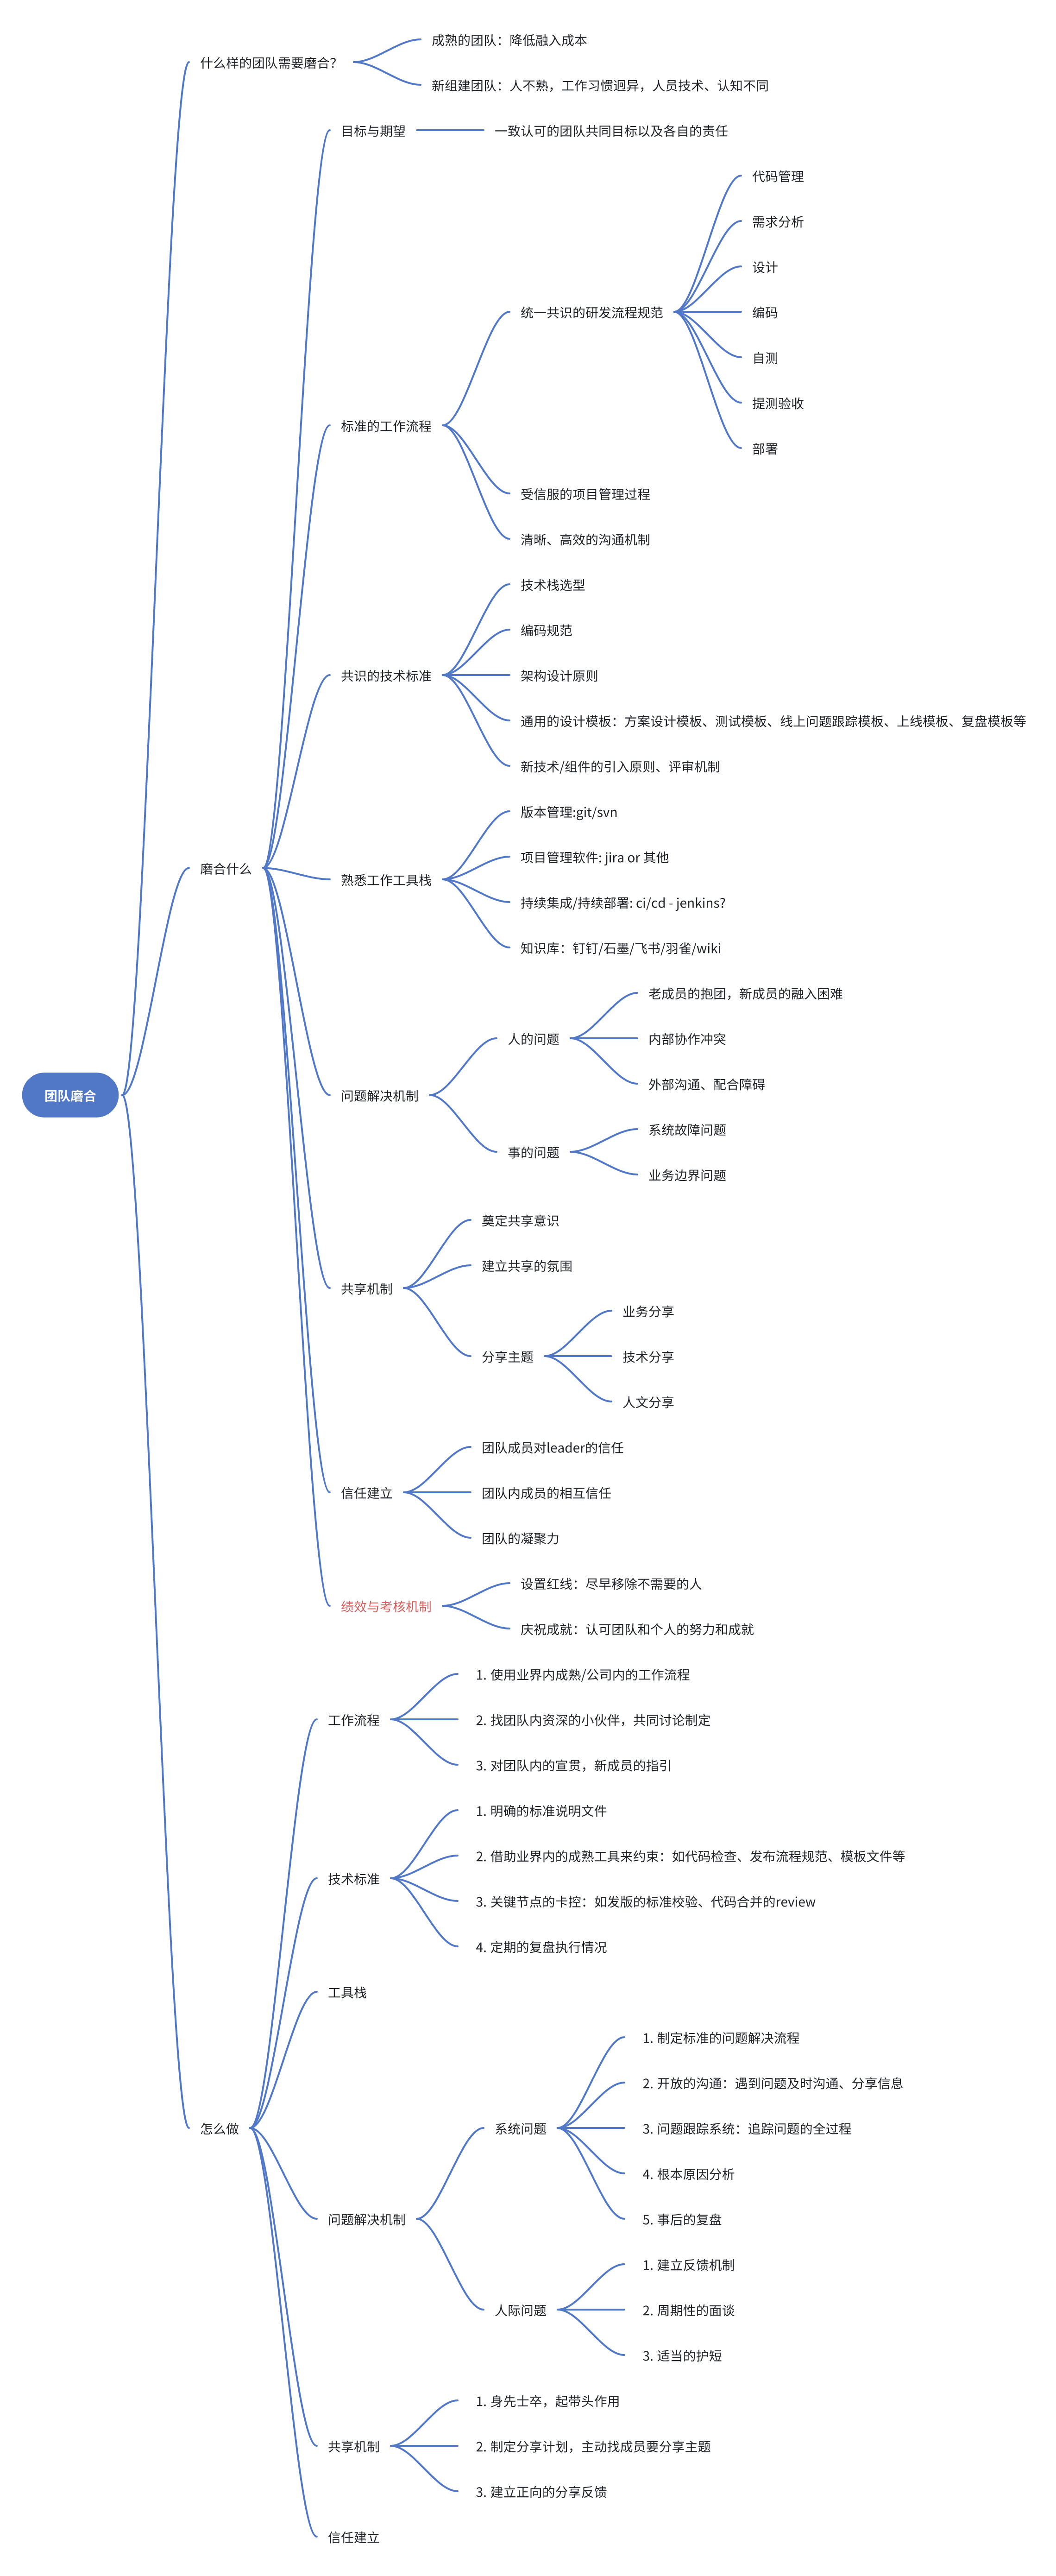 团队磨合
什么样的团队需要磨合?
成熟的团队：降低融入成本
新组建团队：人不熟，工作习惯迥异，人员技术、认知不同
磨合什么
目标与期望
一致认可的团队共同目标以及各自的责任
标准的工作流程
统一共识的研发流程规范
代码管理
需求分析
设计
编码
自测
提测验收
部署
受信服的项目管理过程
清晰、高效的沟通机制
共识的技术标准
技术栈选型
编码规范
架构设计原则
通用的设计模板：方案设计模板、测试模板、线上问题跟踪模板、上线模板、复盘模板等
新技术/组件的引入原则、评审机制
熟悉工作工具栈
版本管理:git/svn
项目管理软件: jira or 其他
持续集成/持续部署: ci/cd - jenkins?
知识库：钉钉/石墨/飞书/羽雀/wiki
问题解决机制
人的问题
老成员的抱团，新成员的融入困难
内部协作冲突
外部沟通、配合障碍
事的问题
系统故障问题
业务边界问题
共享机制
奠定共享意识
建立共享的氛围
分享主题
业务分享
技术分享
人文分享
信任建立
团队成员对leader的信任
团队内成员的相互信任
团队的凝聚力
绩效与考核机制
设置红线：尽早移除不需要的人
庆祝成就：认可团队和个人的努力和成就
怎么做
工作流程
1. 使用业界内成熟/公司内的工作流程
2. 找团队内资深的小伙伴，共同讨论制定
3. 对团队内的宣贯，新成员的指引
技术标准
1. 明确的标准说明文件
2. 借助业界内的成熟工具来约束：如代码检查、发布流程规范、模板文件等
3. 关键节点的卡控：如发版的标准校验、代码合并的review
4. 定期的复盘执行情况
工具栈
问题解决机制
系统问题
1. 制定标准的问题解决流程
2. 开放的沟通：遇到问题及时沟通、分享信息
3. 问题跟踪系统：追踪问题的全过程
4. 根本原因分析
5. 事后的复盘
人际问题
1. 建立反馈机制
2. 周期性的面谈
3. 适当的护短
共享机制
1. 身先士卒，起带头作用
2. 制定分享计划，主动找成员要分享主题
3. 建立正向的分享反馈
信任建立